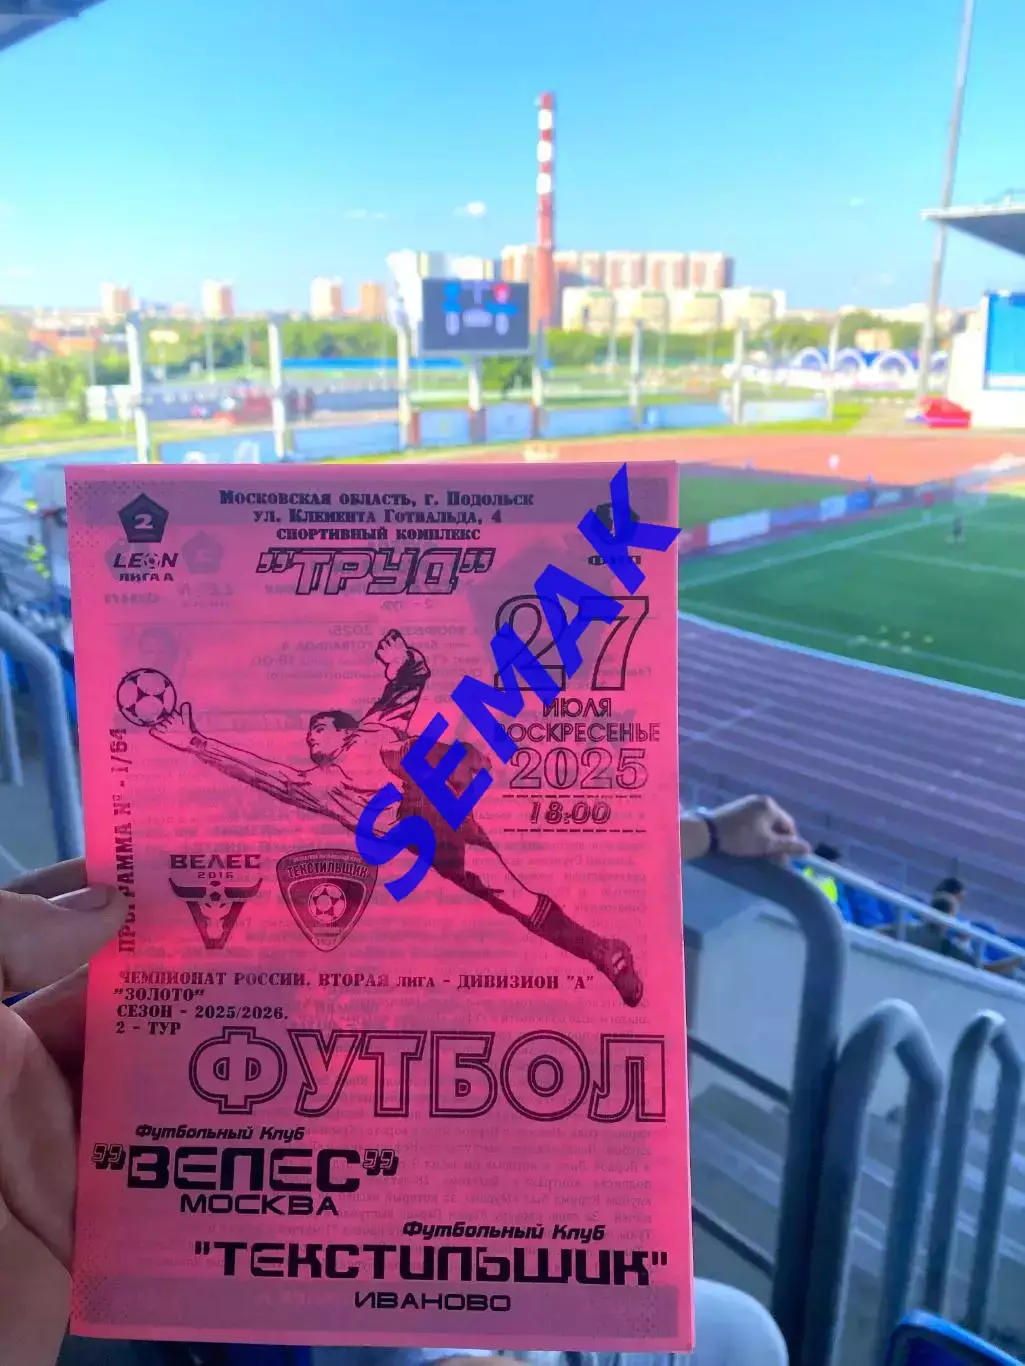 Московская область, г. Подольск
ул. Клемента Готвальда, 4
спортивный комплекс
"ТРУД"
2
LEON
ЛИГА А
27
ИЮЛЯ
ВОСКРЕСЕНЬЕ
2025
18:00
ПРОГРАММА № - 1/64
ВЕЛЕС
2016
ТЕКСТИЛЬЩИК
SEMAK
ЧЕМПИОНАТ РОССИИ. ВТОРАЯ лига - ДИВИЗИОН "А"
"ЗОЛОТО"
СЕЗОН - 2025/2026.
2 - ТУР
ФУТБОЛ
Футбольный Клуб
"ВЕЛЕС"
МОСКВА
Футбольный Клуб
"ТЕКСТИЛЬЩИК"
ИВАНОВО